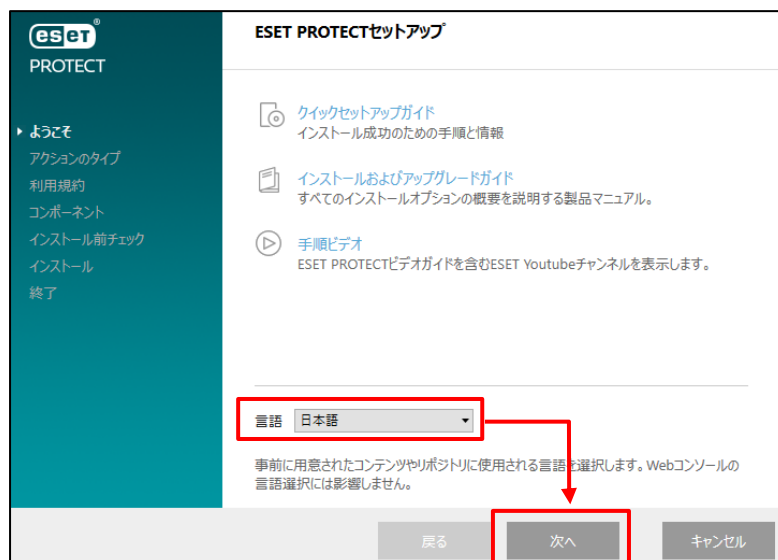 eset®
PROTECT
ようこそ
アクションのタイプ
利用規約
コンポーネント
インストール前チェック
インストール
終了
ESET PROTECTセットアップ
クイックセットアップガイド
インストール成功のための手順と情報
インストールおよびアップグレードガイド
すべてのインストールオプションの概要を説明する製品マニュアル。
手順ビデオ
ESET PROTECTビデオガイドを含むESET Youtubeチャンネルを表示します。
言語 日本語
事前に用意されたコンテンツやリポジトリに使用される言語を選択します。Webコンソールの
言語選択には影響しません。
戻る 次へ キャンセル